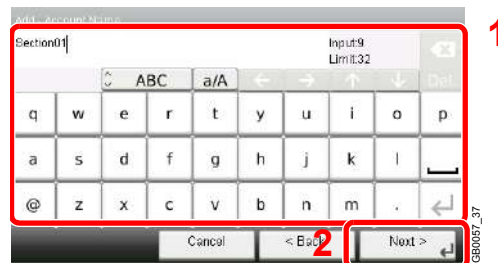 Add - Account Name
1
Section01
Input:9
Limit:32
ABC a/A Del.
q w e r t y u i o p
a s d f g h j k l
@ z x c v b n m .
Cancel < Back 2 Next >
GB0057_37